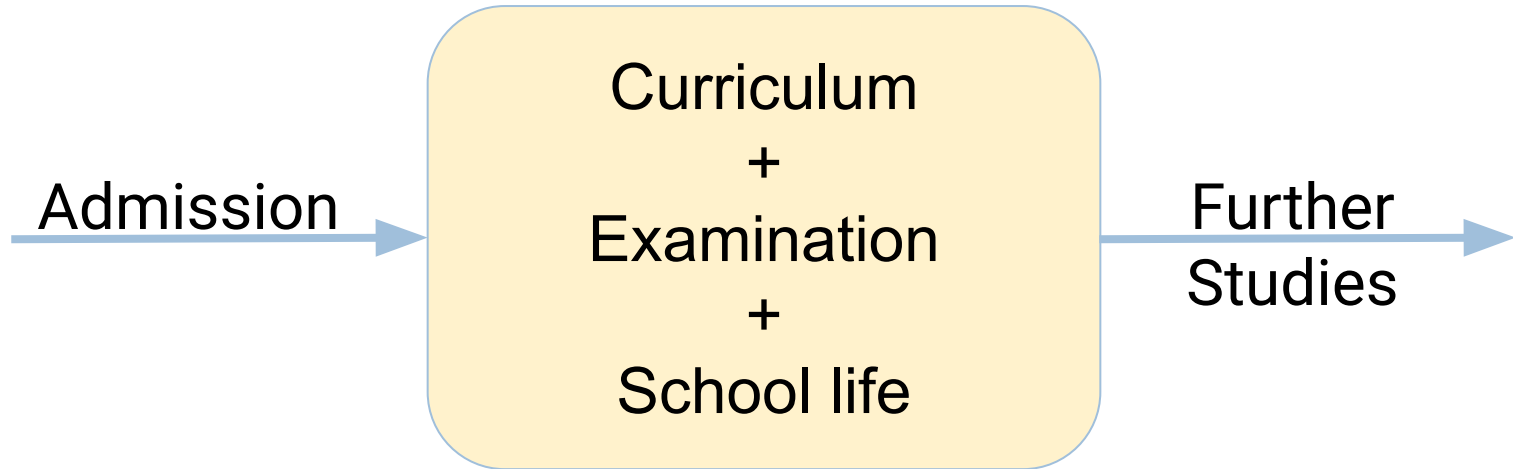 Admission
Curriculum
+
Examination
+
School life
Further
Studies